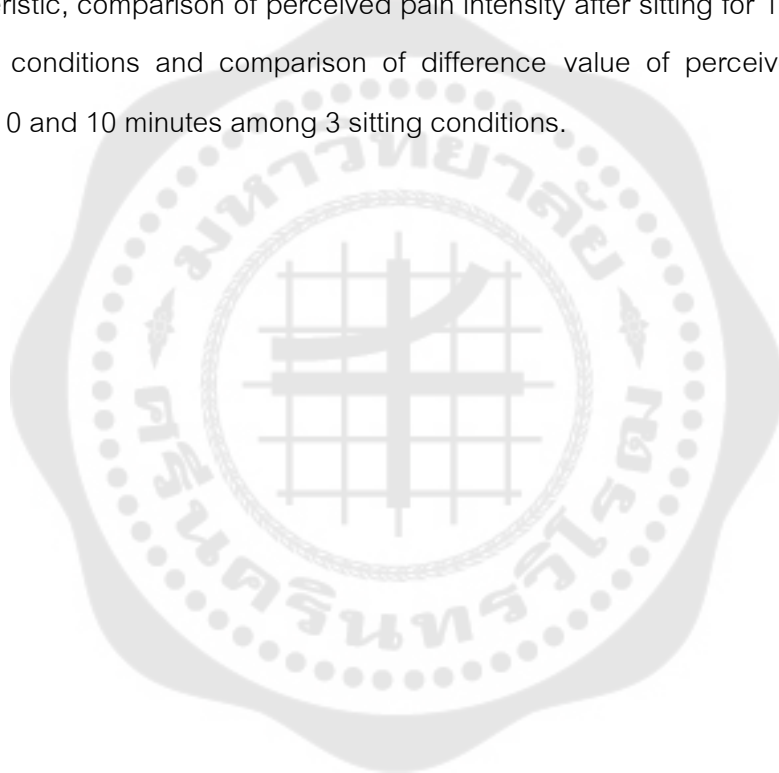 eristic, comparison of perceived pain intensity after sitting for 1
conditions and comparison of difference value of perceiv
0 and 10 minutes among 3 sitting conditions.
มหาวิทยาลัย
ศรีนครินทรวิโรฒ